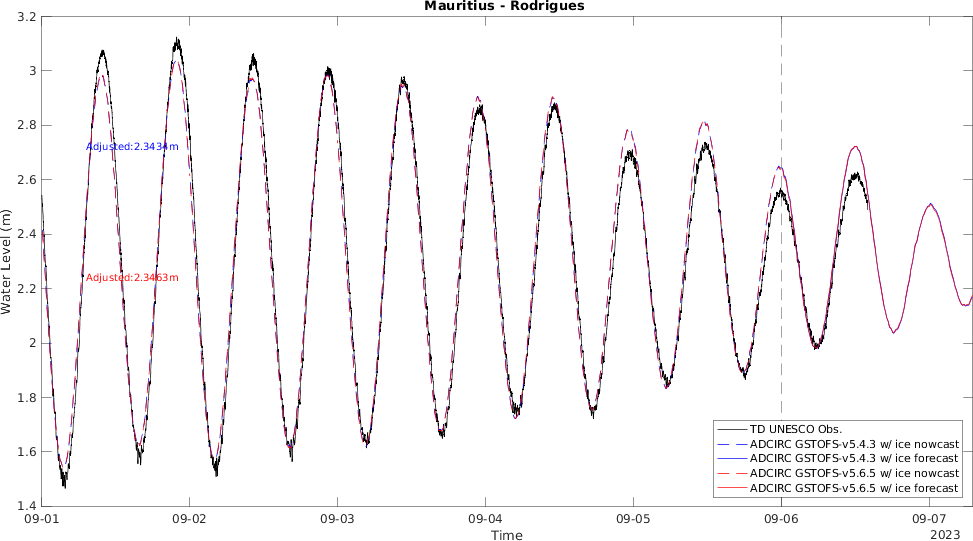 Mauritius - Rodrigues
3.2
3
2.8
2.6
2.4
2.2
2
1.8
1.6
1.4
Water Level (m)
Adjusted:2.3434m
Adjusted:2.3463m
TD UNESCO Obs.
ADCIRC GSTOFS-v5.4.3 w/ ice nowcast
ADCIRC GSTOFS-v5.4.3 w/ ice forecast
ADCIRC GSTOFS-v5.6.5 w/ ice nowcast
ADCIRC GSTOFS-v5.6.5 w/ ice forecast
09-01 09-02 09-03 09-04 09-05 09-06 09-07
Time
2023